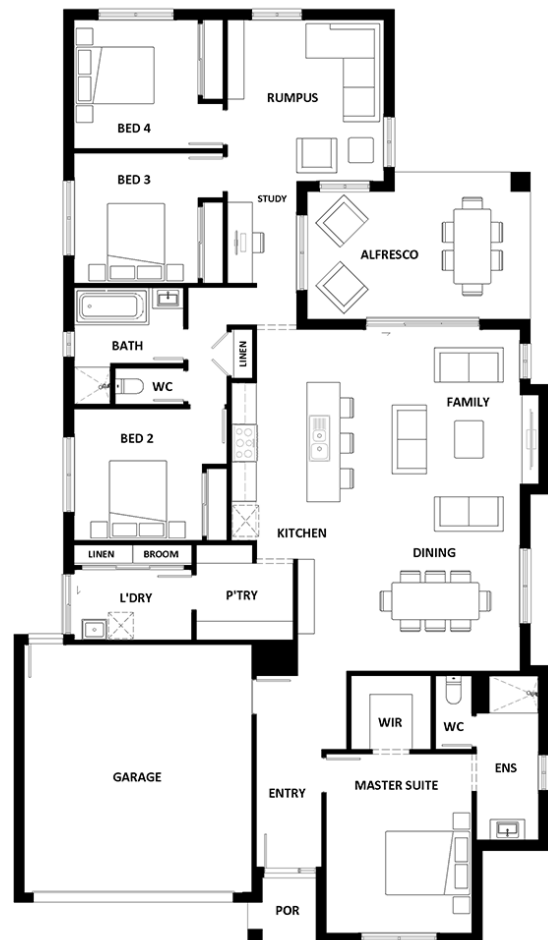 RUMPUS
BED 4
BED 3
STUDY
ALFRESCO
BATH
LINEN
WC
FAMILY
BED 2
KITCHEN
DINING
LINEN
BROOM
L'DRY
P'TRY
WIR
WC
ENS
GARAGE
ENTRY
MASTER SUITE
POR